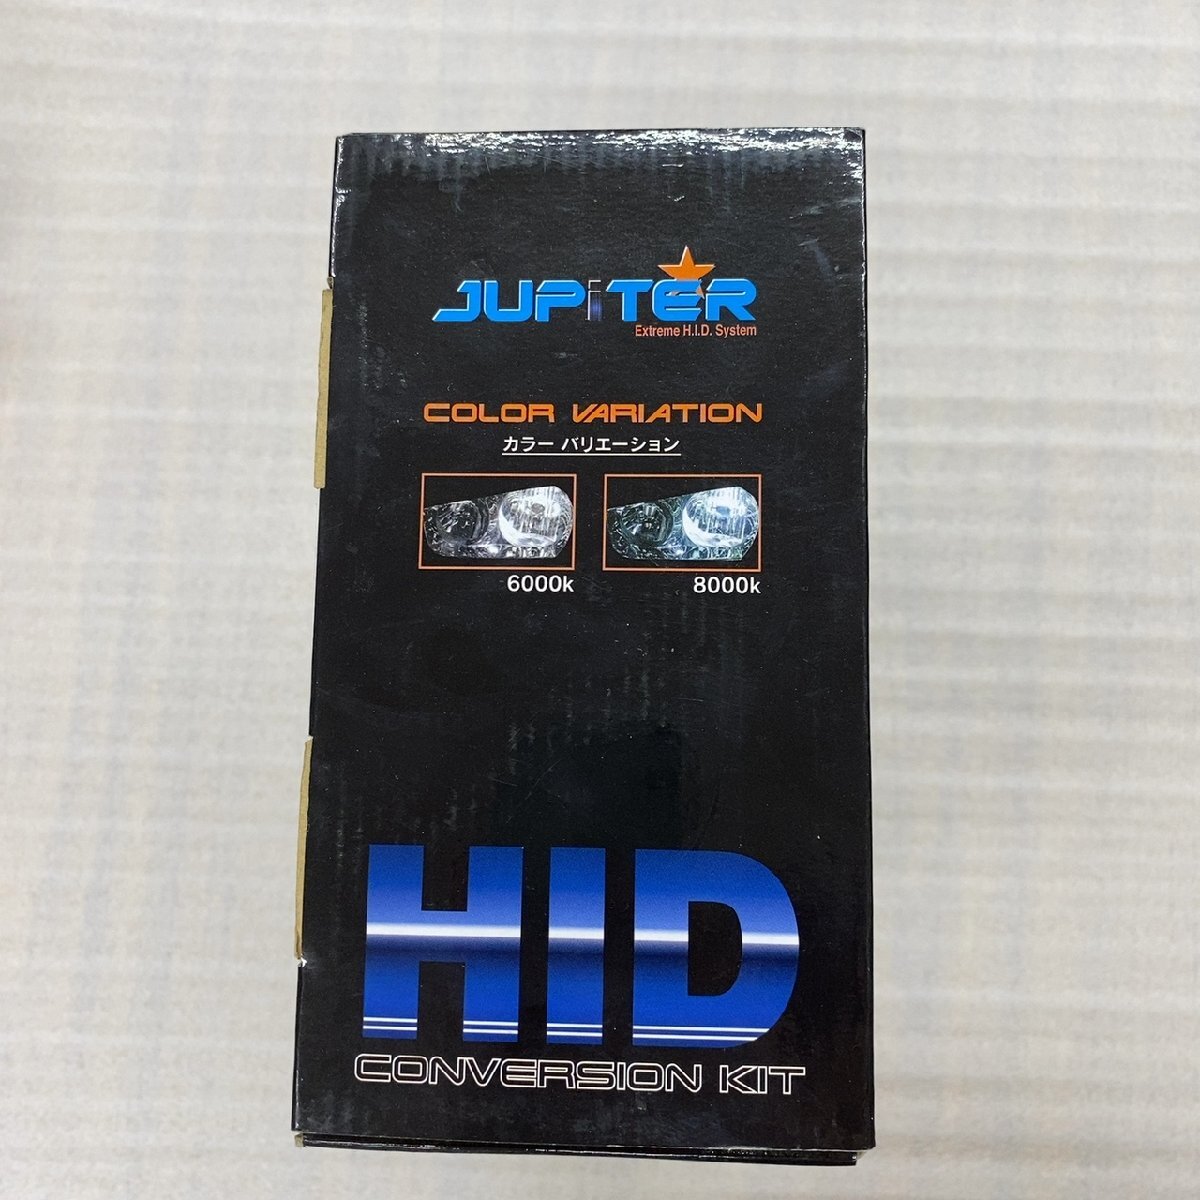 JUPiTER
Extreme H.I.D. System
COLOR VARIATION
カラー バリエーション
6000k
8000k
HID
CONVERSION KIT